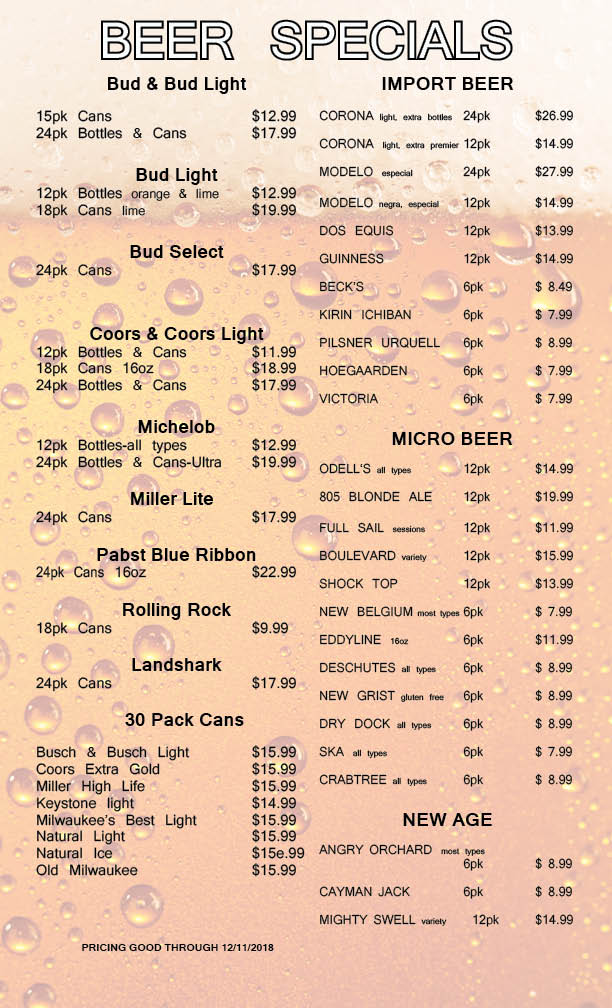 BEER SPECIALS
Bud & Bud Light
15pk Cans $12.99
24pk Bottles & Cans $17.99
Bud Light
12pk Bottles orange & lime $12.99
18pk Cans lime $19.99
Bud Select
24pk Cans $17.99
Coors & Coors Light
12pk Bottles & Cans $11.99
18pk Cans 16oz $18.99
24pk Bottles & Cans $17.99
Michelob
12pk Bottles-all types $12.99
24pk Bottles & Cans-Ultra $19.99
Miller Lite
24pk Cans $17.99
Pabst Blue Ribbon
24pk Cans 16oz $22.99
Rolling Rock
18pk Cans $9.99
Landshark
24pk Cans $17.99
30 Pack Cans
Busch & Busch Light $15.99
Coors Extra Gold $15.99
Miller High Life $15.99
Keystone light $14.99
Milwaukee's Best Light $15.99
Natural Light $15.99
Natural Ice $15e.99
Old Milwaukee $15.99
PRICING GOOD THROUGH 12/11/2018
IMPORT BEER
CORONA light, extra bottles 24pk $26.99
CORONA light, extra premier 12pk $14.99
MODELO especial 24pk $27.99
MODELO negra, especial 12pk $14.99
DOS EQUIS 12pk $13.99
GUINNESS 12pk $14.99
BECK'S 6pk $ 8.49
KIRIN ICHIBAN 6pk $ 7.99
PILSNER URQUELL 6pk $ 8.99
HOEGAARDEN 6pk $ 7.99
VICTORIA 6pk $ 7.99
MICRO BEER
ODELL'S all types 12pk $14.99
805 BLONDE ALE 12pk $19.99
FULL SAIL sessions 12pk $11.99
BOULEVARD variety 12pk $15.99
SHOCK TOP 12pk $13.99
NEW BELGIUM most types 6pk $ 7.99
EDDYLINE 16oz 6pk $11.99
DESCHUTES all types 6pk $ 8.99
NEW GRIST gluten free 6pk $ 8.99
DRY DOCK all types 6pk $ 8.99
SKA all types 6pk $ 7.99
CRABTREE all types 6pk $ 8.99
NEW AGE
ANGRY ORCHARD most types
6pk $ 8.99
CAYMAN JACK 6pk $ 8.99
MIGHTY SWELL variety 12pk $14.99